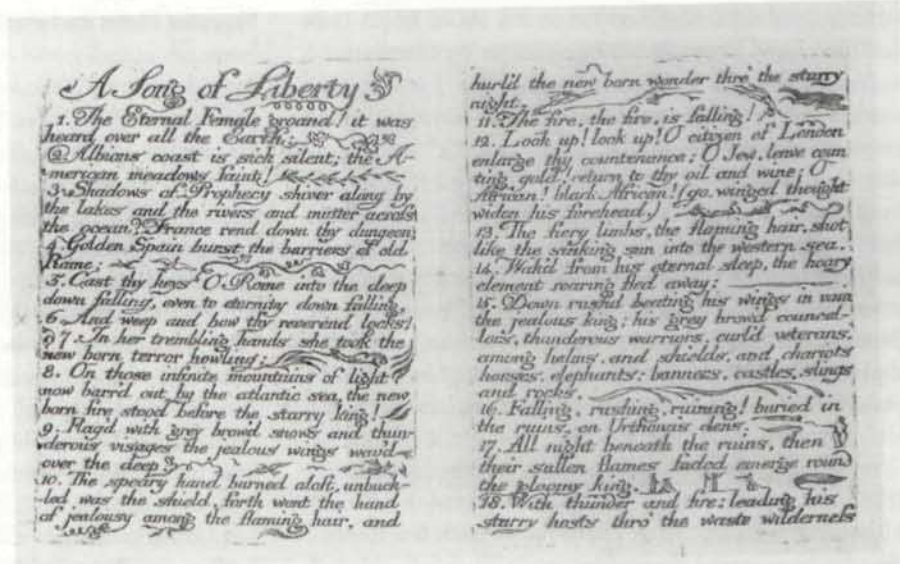 A Song of Liberty
1. The Eternal Female groand! it was
heard over all the Earth:
2. Albions coast is sick silent; the A-
merican meadows faint!
3. Shadows of Prophecy shiver along by
the lakes and the rivers and mutter across
the ocean. France rend down thy dungeon;
4. Golden Spain burst the barriers of old
Rome;
5. Cast thy keys O Rome into the deep
down falling, even to eternity down falling,
6. And weep and bow thy reverend locks!
7. In her trembling hands she took the
new born terror howling;
8. On those infinite mountains of light
now barr'd out by the atlantic sea, the new
born fire stood before the starry king!
9. Flag'd with grey brow'd snows and thun-
derous visages the jealous wings wav'd
over the deep
10. The speary hand burned aloft, unbuck-
led was the shield, forth went the hand
of jealousy among the flaming hair, and
hurl'd the new born wonder thro' the starry
night.
11. The fire, the fire, is falling!
12. Look up! look up! O citizen of London
enlarge thy countenance; O Jew, leave coun
ting gold! return to thy oil and wine; O
African! black African! (go. winged thought
widen his forehead.)
13. The fiery limbs, the flaming hair, shot
like the sinking sun into the western sea.
14. Wak'd from his eternal sleep, the hoary
element roaring fled away:
15. Down rushd beating his wings in vain
the jealous king; his grey brow'd council-
lors, thunderous warriors, curl'd veterans,
among helms, and shields, and chariots
horses, elephants: banners, castles, slings
and rocks,
16. Falling, rushing, ruining! buried in
the ruins, on Urthona's dens.
17. All night beneath the ruins, then
their sullen flames faded emerge round
the gloomy king,
18. With thunder and fire: leading his
starry hosts thro' the waste wilderness